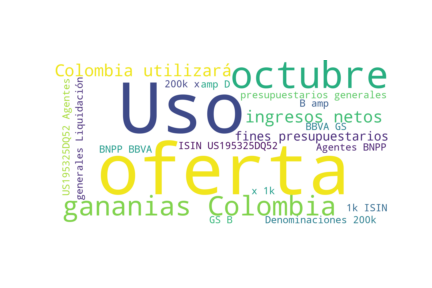 Colombia utilizará
octubre
200k x
amp D
presupuestarios generales
Uso
B amp
ingresos netos
BBVA GS
fines presupuestarios
US195325DQ52 Agentes
generales Liquidación
BNPP BBVA
ISIN US195325DQ52
Agentes BNPP
oferta
x 1k
gananias Colombia
1k ISIN
GS B
Denominaciones 200k